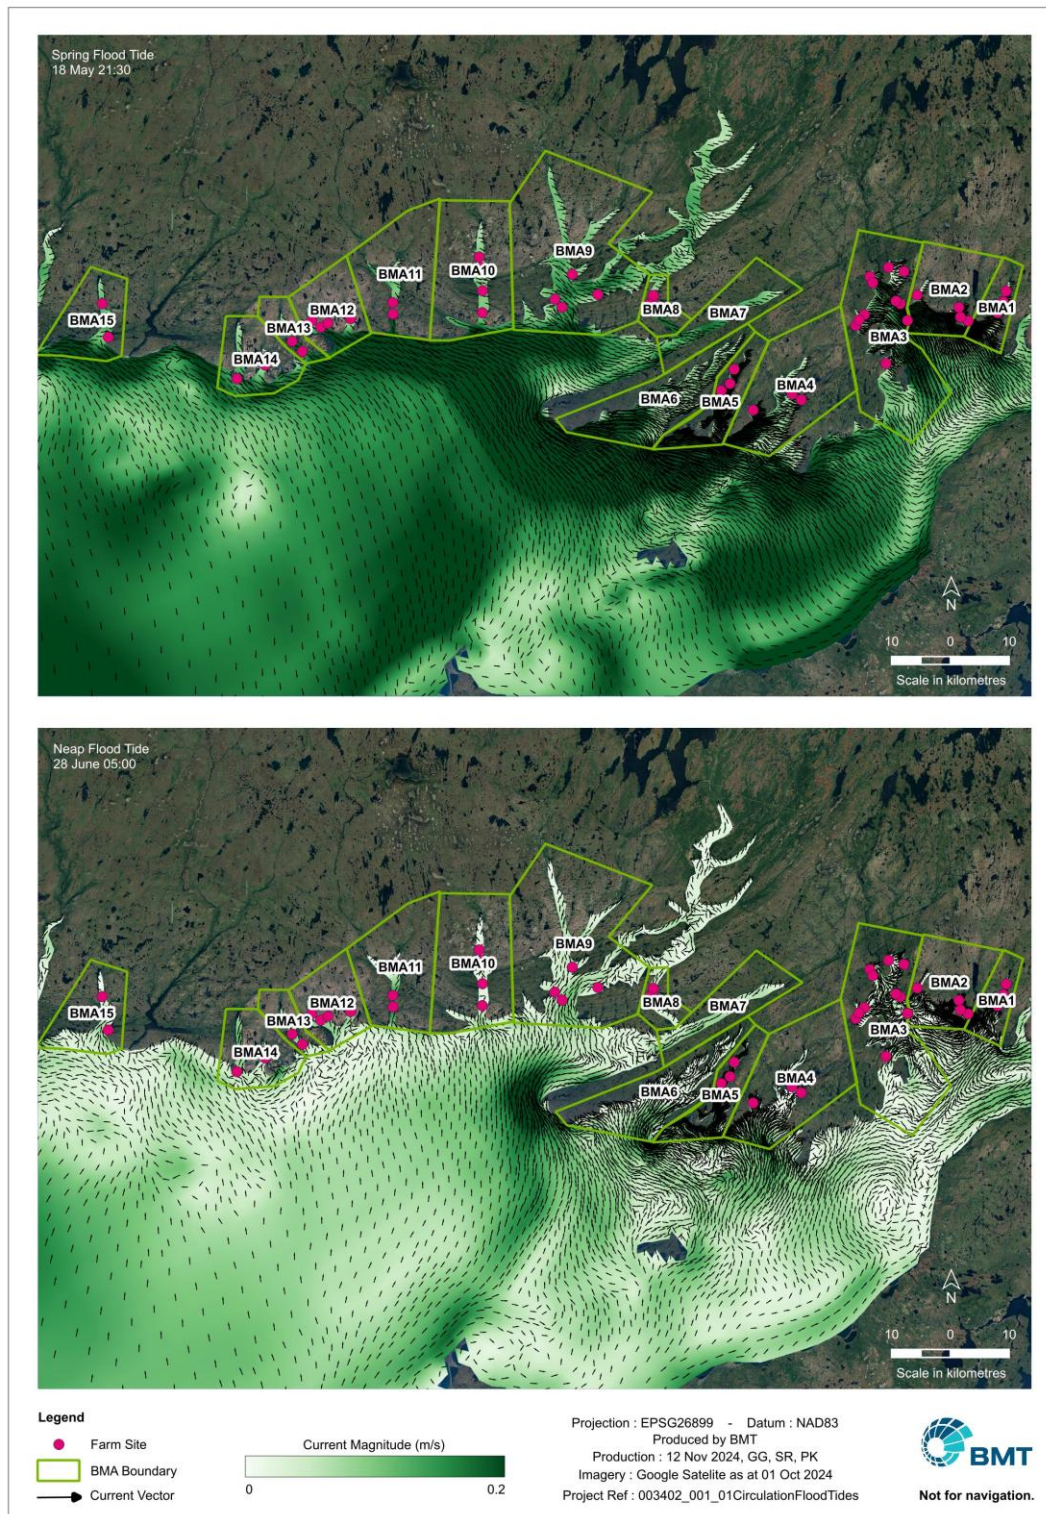 Spring Flood Tide
18 May 21:30
BMA9
BMA11
BMA10
BMA15
BMA12
BMA13
BMA14
BMA8
BMA7
BMA2
BMA1
BMA3
BMA6
BMA5
BMA4
N
10 0 10
Scale in kilometres
Neap Flood Tide
28 June 05:00
BMA9
BMA11
BMA10
BMA15
BMA12
BMA13
BMA14
BMA8
BMA7
BMA2
BMA1
BMA3
BMA6
BMA5
BMA4
N
10 0 10
Scale in kilometres
Legend
Farm Site
BMA Boundary
Current Vector
Current Magnitude (m/s)
0 0.2
Projection : EPSG26899 - Datum : NAD83
Produced by BMT
Production : 12 Nov 2024, GG, SR, PK
Imagery : Google Satelite as at 01 Oct 2024
Project Ref : 003402_001_01CirculationFloodTides
BMT
Not for navigation.